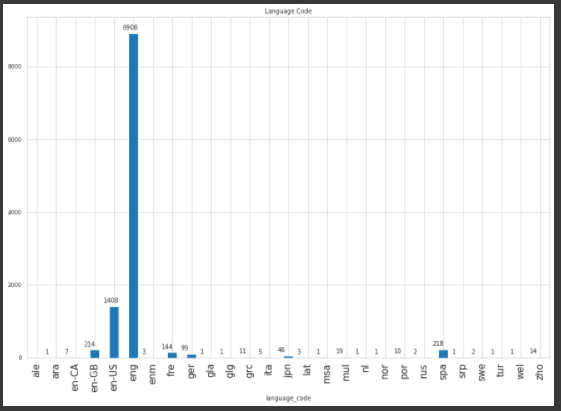 Language Code
8908
8000
6000
4000
2000
0
1 7 214 1408 3 144 99 1 1 11 5 46 3 1 19 1 1 10 2 218 1 2 1 1 14
ale ara en-CA en-GB en-US eng enm fre ger gla glg grc ita jpn lat msa mul nl nor por rus spa srp swe tur wel zho
language_code